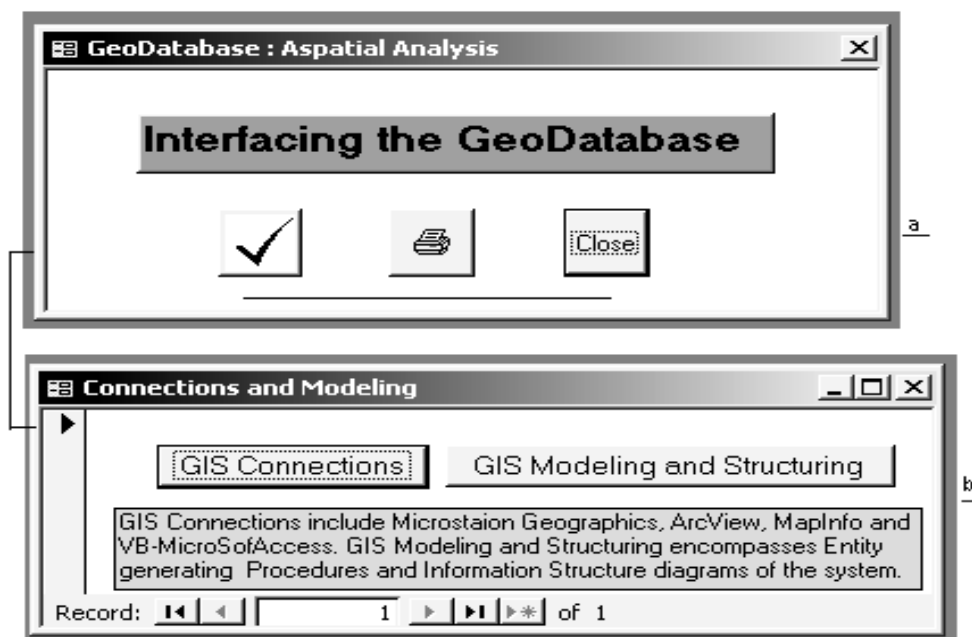 GeoDatabase : Aspatial Analysis
Interfacing the GeoDatabase
Close
a
Connections and Modeling
GIS Connections
GIS Modeling and Structuring
b
GIS Connections include Microstaion Geographics, ArcView, MapInfo and
VB-MicroSofAccess. GIS Modeling and Structuring encompasses Entity
generating Procedures and Information Structure diagrams of the system.
Record: 1 of 1